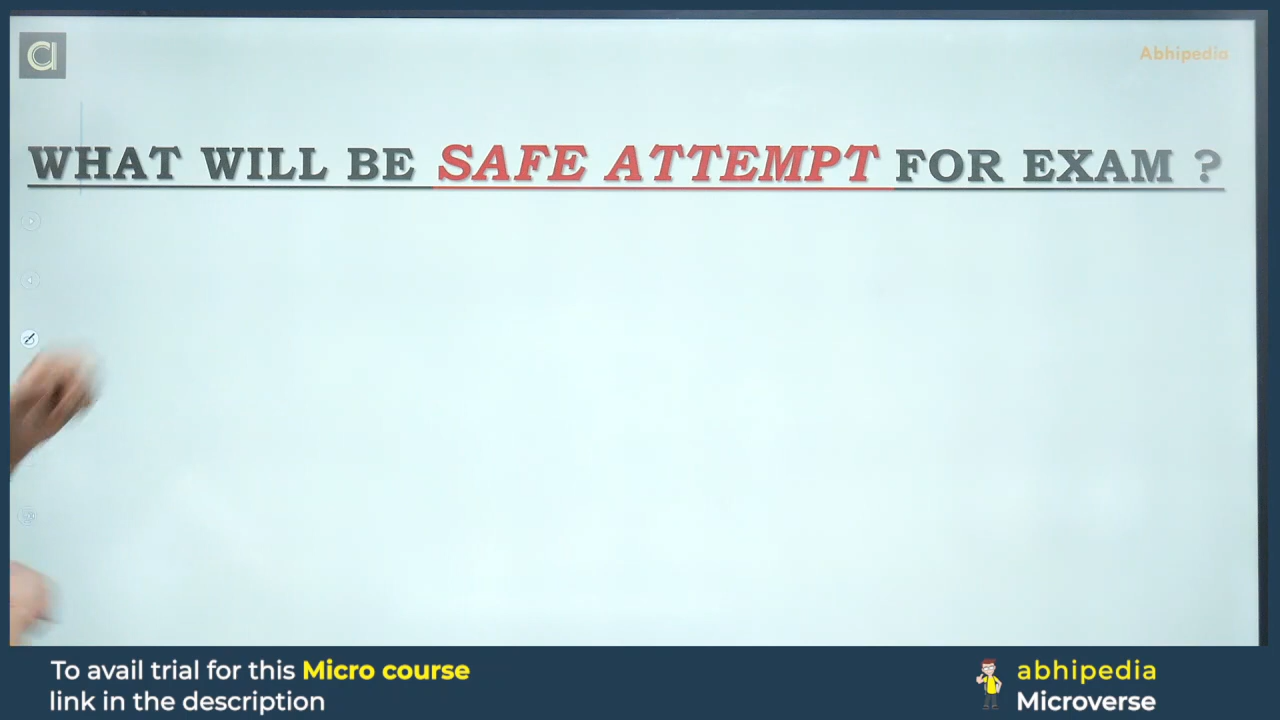 Abhipedia
WHAT WILL BE SAFE ATTEMPT FOR EXAM ?
To avail trial for this Micro course
link in the description
abhipedia
Microverse